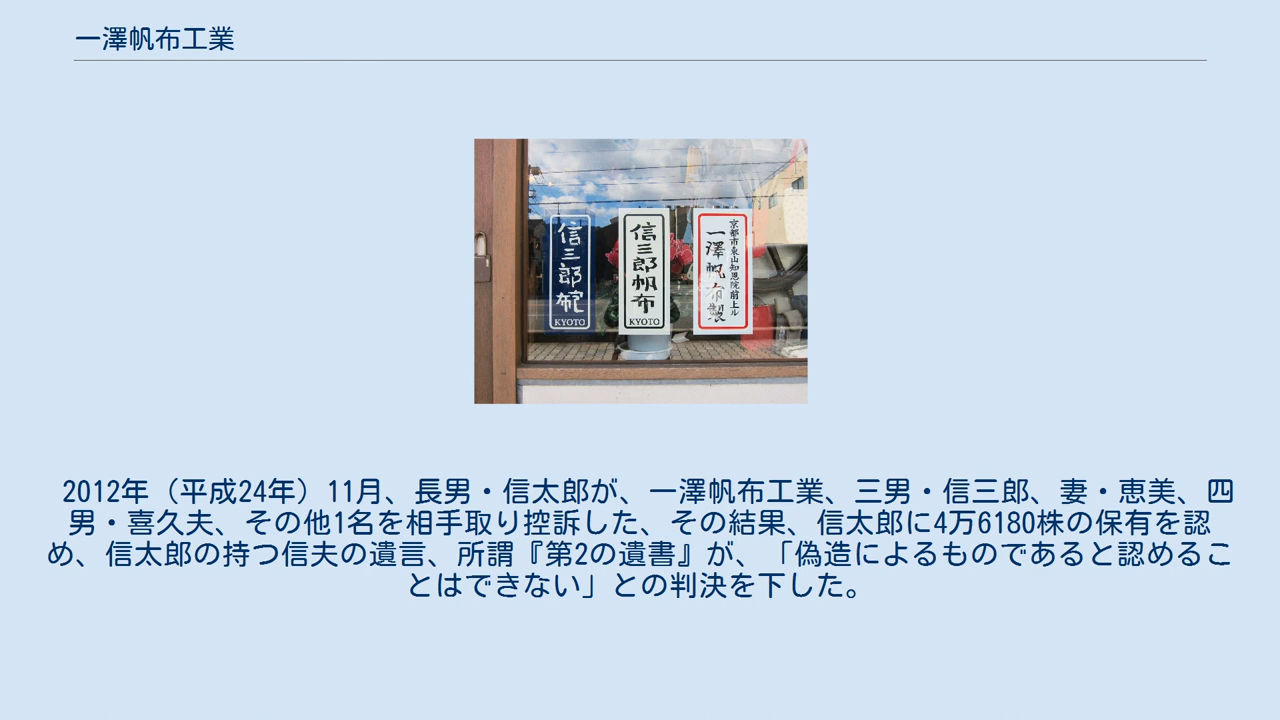 一澤帆布工業
信三郎鞄
KYOTO
信三郎帆布
KYOTO
京都市東山知恩院前上ル
一澤帆布製
2012年（平成24年）11月、長男・信太郎が、一澤帆布工業、三男・信三郎、妻・恵美、四
男・喜久夫、その他1名を相手取り控訴した、その結果、信太郎に4万6180株の保有を認
め、信太郎の持つ信夫の遺言、所謂『第2の遺書』が、「偽造によるものであると認めるこ
とはできない」との判決を下した。